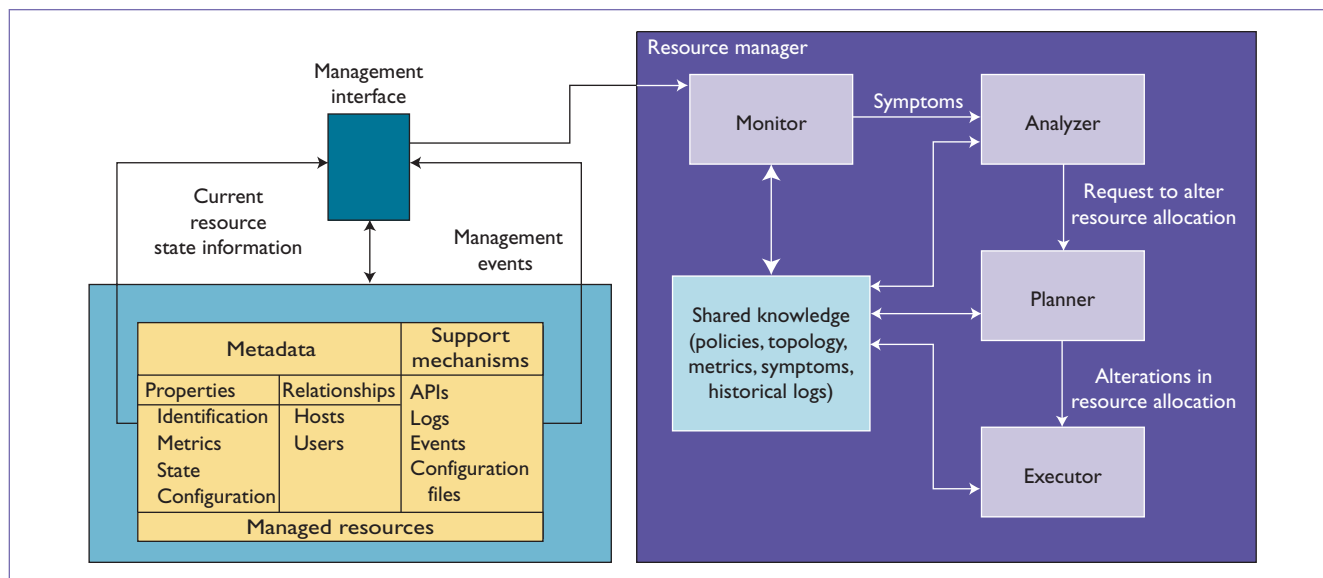 Management
interface
Current
resource
state information
Management
events
Metadata
Support
mechanisms
Properties
Identification
Metrics
State
Configuration
Relationships
Hosts
Users
APIs
Logs
Events
Configuration
files
Managed resources
Resource manager
Monitor
Symptoms
Analyzer
Request to alter
resource allocation
Shared knowledge
(policies, topology,
metrics, symptoms,
historical logs)
Planner
Alterations in
resource allocation
Executor